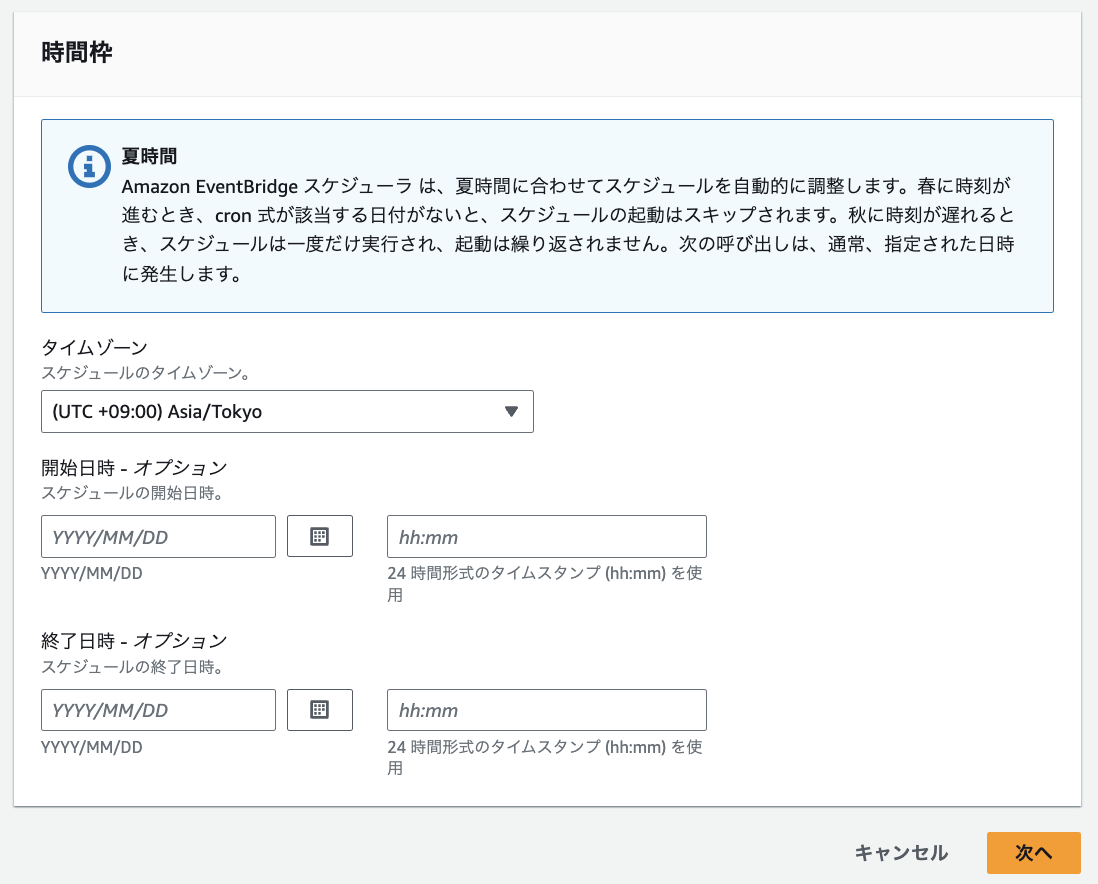 時間枠
夏時間
Amazon EventBridge スケジューラ は、夏時間に合わせてスケジュールを自動的に調整します。春に時刻が
進むとき、cron 式が該当する日付がないと、スケジュールの起動はスキップされます。秋に時刻が遅れると
き、スケジュールは一度だけ実行され、起動は繰り返されません。次の呼び出しは、通常、指定された日時
に発生します。
タイムゾーン
スケジュールのタイムゾーン。
(UTC +09:00) Asia/Tokyo
開始日時 - オプション
スケジュールの開始日時。
YYYY/MM/DD
hh:mm
YYYY/MM/DD
24 時間形式のタイムスタンプ (hh:mm) を使
用
終了日時 - オプション
スケジュールの終了日時。
YYYY/MM/DD
hh:mm
YYYY/MM/DD
24 時間形式のタイムスタンプ (hh:mm) を使
用
キャンセル
次へ